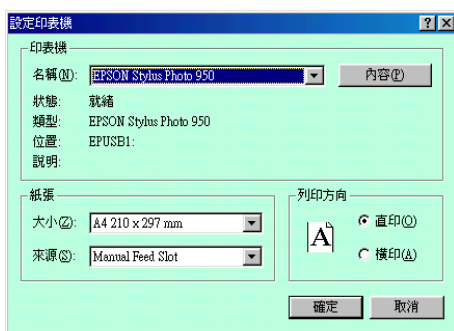 設定印表機
印表機
名稱(N): EPSON Stylus Photo 950 內容(P)
狀態: 就緒
類型: EPSON Stylus Photo 950
位置: EPUSB1:
說明:
紙張
大小(Z): A4 210 x 297 mm
來源(S): Manual Feed Slot
列印方向
A
直印(O)
橫印(A)
確定 取消